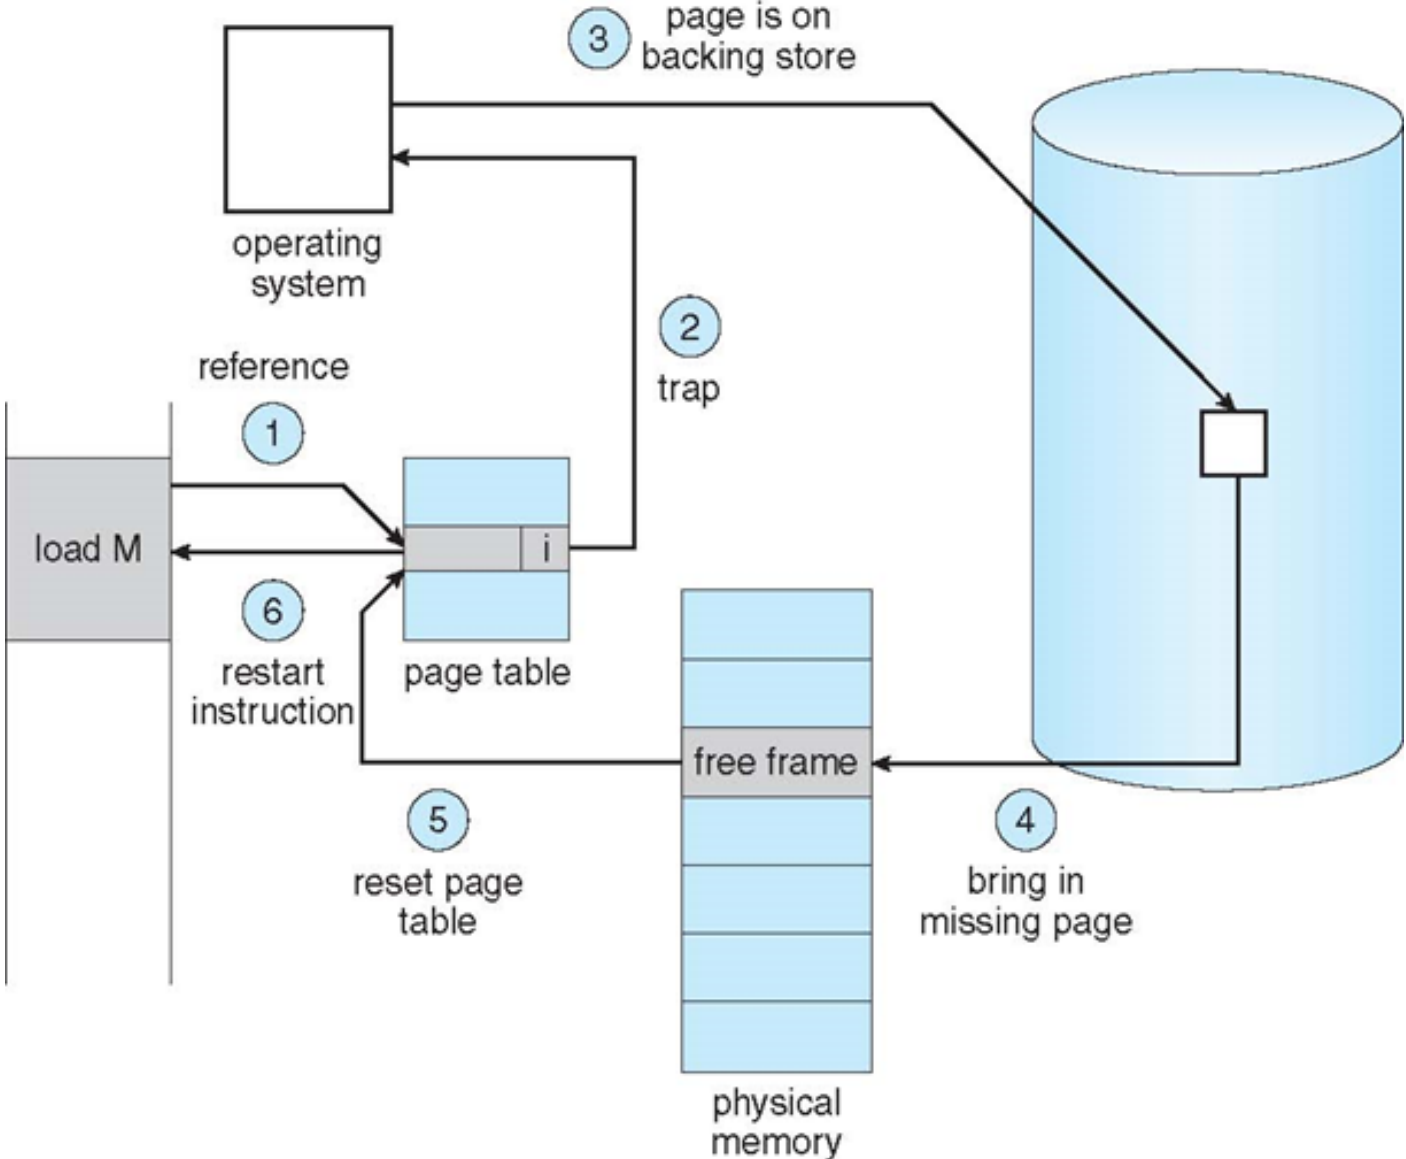 3
page is on
backing store
operating
system
2
trap
reference
1
load M
i
6
restart
instruction
page table
free frame
5
reset page
table
4
bring in
missing page
physical
memory